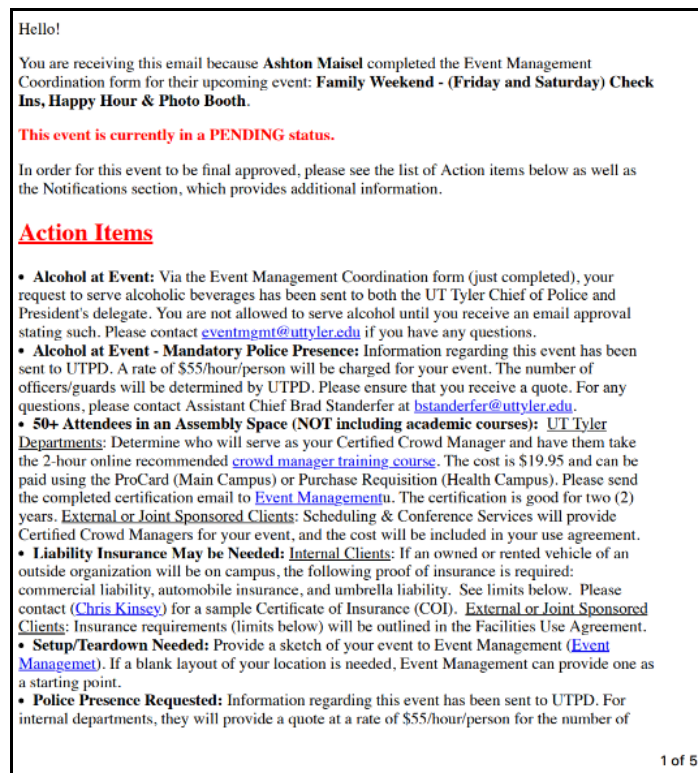 Hello!
You are receiving this email because Ashton Maisel completed the Event Management
Coordination form for their upcoming event: Family Weekend - (Friday and Saturday) Check
Ins, Happy Hour & Photo Booth.
This event is currently in a PENDING status.
In order for this event to be final approved, please see the list of Action items below as well as
the Notifications section, which provides additional information.
Action Items
• Alcohol at Event: Via the Event Management Coordination form (just completed), your
request to serve alcoholic beverages has been sent to both the UT Tyler Chief of Police and
President's delegate. You are not allowed to serve alcohol until you receive an email approval
stating such. Please contact eventmgmt@uttyler.edu if you have any questions.
• Alcohol at Event - Mandatory Police Presence: Information regarding this event has been
sent to UTPD. A rate of $55/hour/person will be charged for your event. The number of
officers/guards will be determined by UTPD. Please ensure that you receive a quote. For any
questions, please contact Assistant Chief Brad Standerfer at bstanderfer@uttyler.edu.
• 50+ Attendees in an Assembly Space (NOT including academic courses): UT Tyler
Departments: Determine who will serve as your Certified Crowd Manager and have them take
the 2-hour online recommended crowd manager training course. The cost is $19.95 and can be
paid using the ProCard (Main Campus) or Purchase Requisition (Health Campus). Please send
the completed certification email to Event Managementu. The certification is good for two (2)
years. External or Joint Sponsored Clients: Scheduling & Conference Services will provide
Certified Crowd Managers for your event, and the cost will be included in your use agreement.
• Liability Insurance May be Needed: Internal Clients: If an owned or rented vehicle of an
outside organization will be on campus, the following proof of insurance is required:
commercial liability, automobile insurance, and umbrella liability. See limits below. Please
contact (Chris Kinsey) for a sample Certificate of Insurance (COI). External or Joint Sponsored
Clients: Insurance requirements (limits below) will be outlined in the Facilities Use Agreement.
• Setup/Teardown Needed: Provide a sketch of your event to Event Management (Event
Managemet). If a blank layout of your location is needed, Event Management can provide one as
a starting point.
• Police Presence Requested: Information regarding this event has been sent to UTPD. For
internal departments, they will provide a quote at a rate of $55/hour/person for the number of
1 of 5